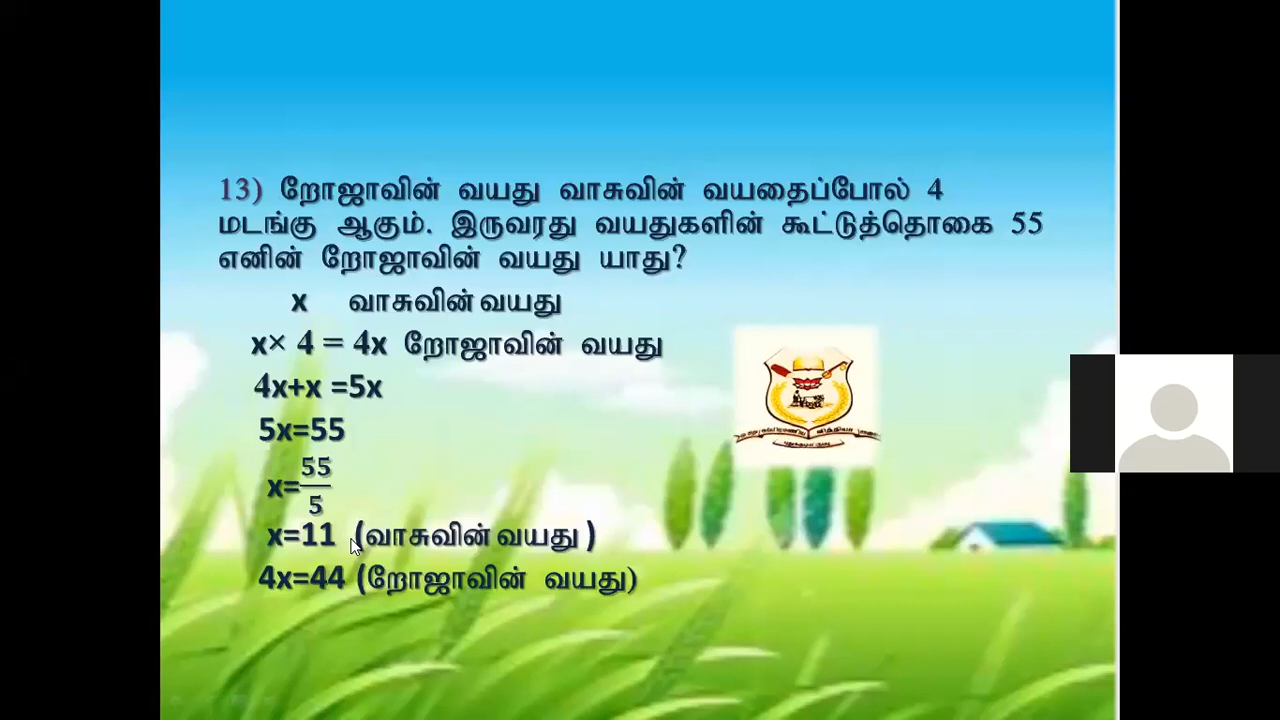 13) றோஜாவின் வயது வாசுவின் வயதைப்போல் 4
மடங்கு ஆகும். இருவரது வயதுகளின் கூட்டுத்தொகை 55
எனின் றோஜாவின் வயது யாது?
x வாசுவின் வயது
x× 4 = 4x றோஜாவின் வயது
4x+x =5x
5x=55
x=55/5
x=11 (வாசுவின் வயது )
4x=44 (றோஜாவின் வயது)